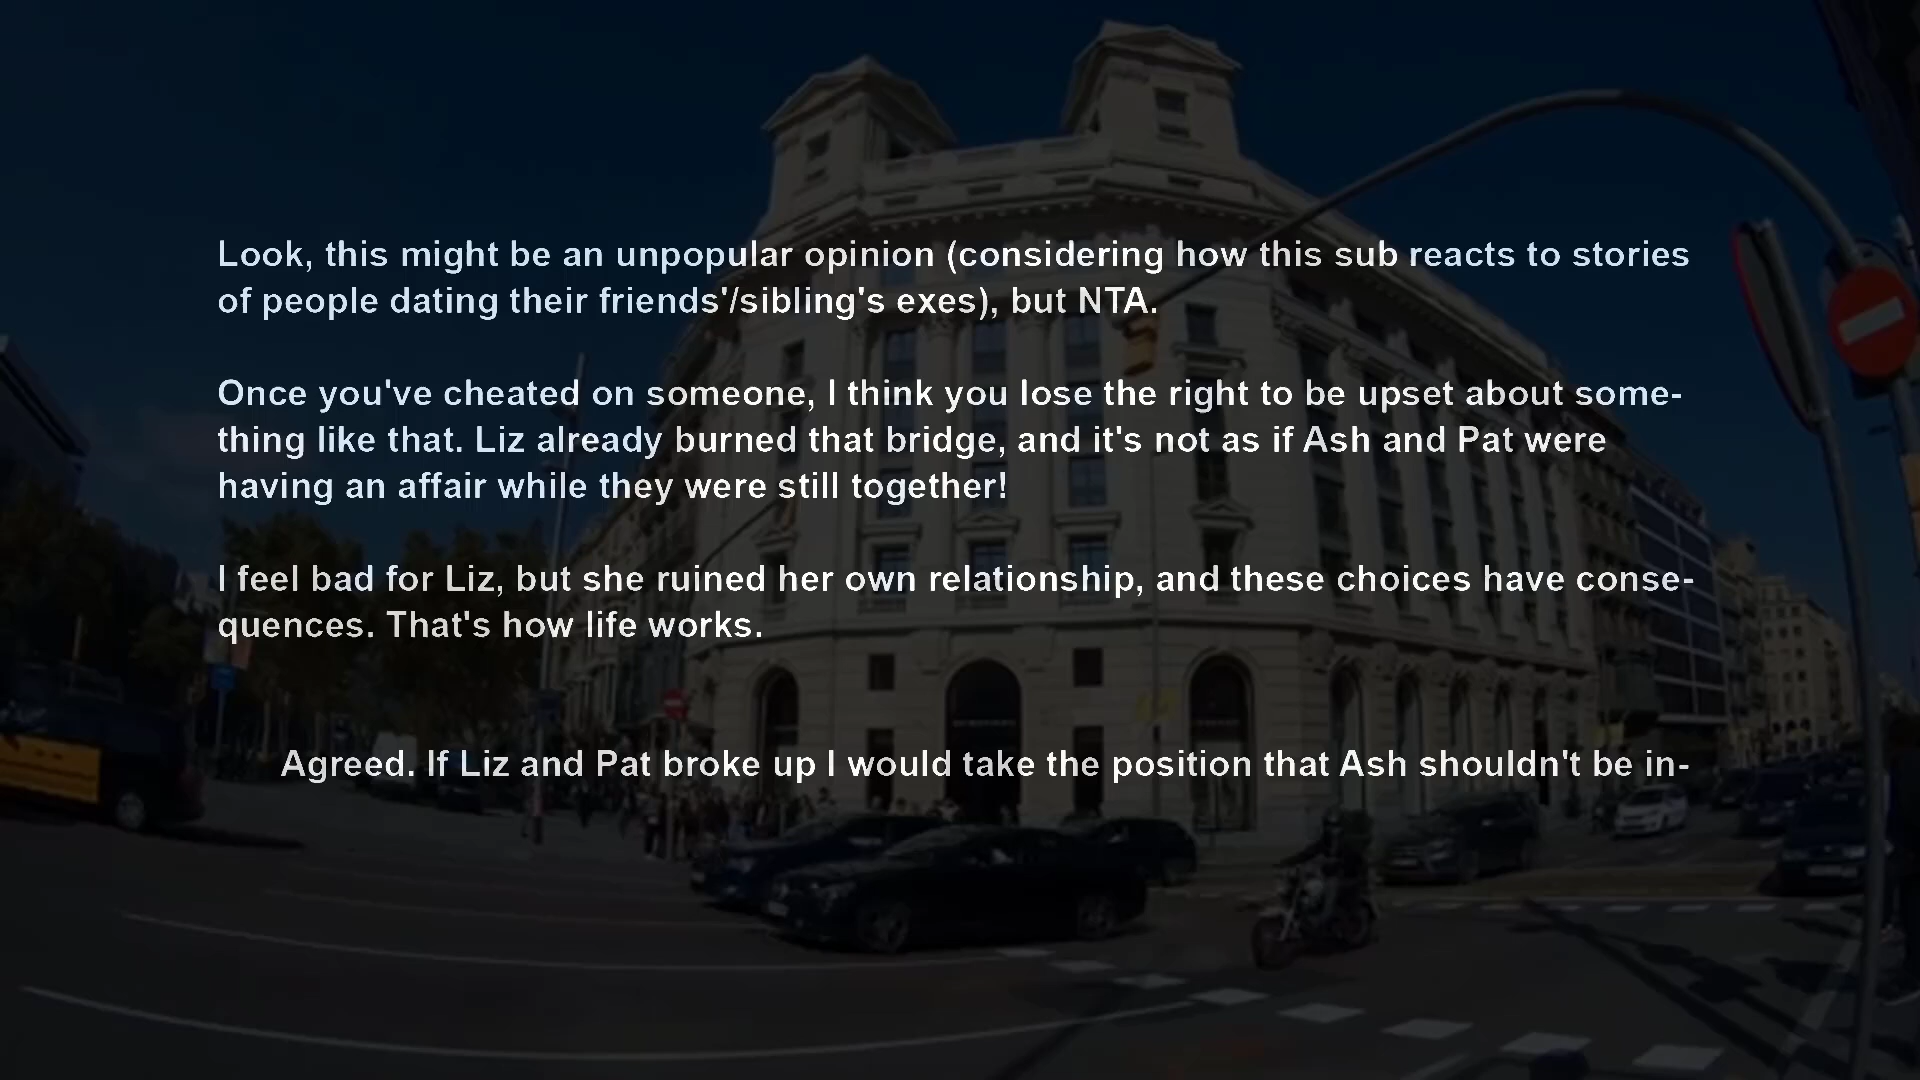 Look, this might be an unpopular opinion (considering how this sub reacts to stories
of people dating their friends'/sibling's exes), but NTA.
Once you've cheated on someone, I think you lose the right to be upset about some-
thing like that. Liz already burned that bridge, and it's not as if Ash and Pat were
having an affair while they were still together!
I feel bad for Liz, but she ruined her own relationship, and these choices have conse-
quences. That's how life works.
Agreed. If Liz and Pat broke up I would take the position that Ash shouldn't be in-